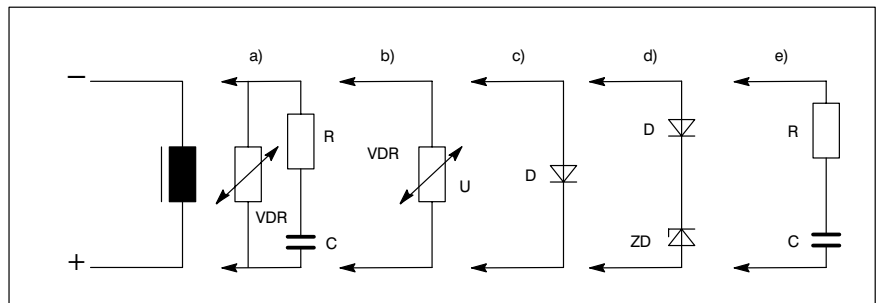 a) b) c) d) e)
−
R D R
VDR
U D
VDR
C ZD C
+